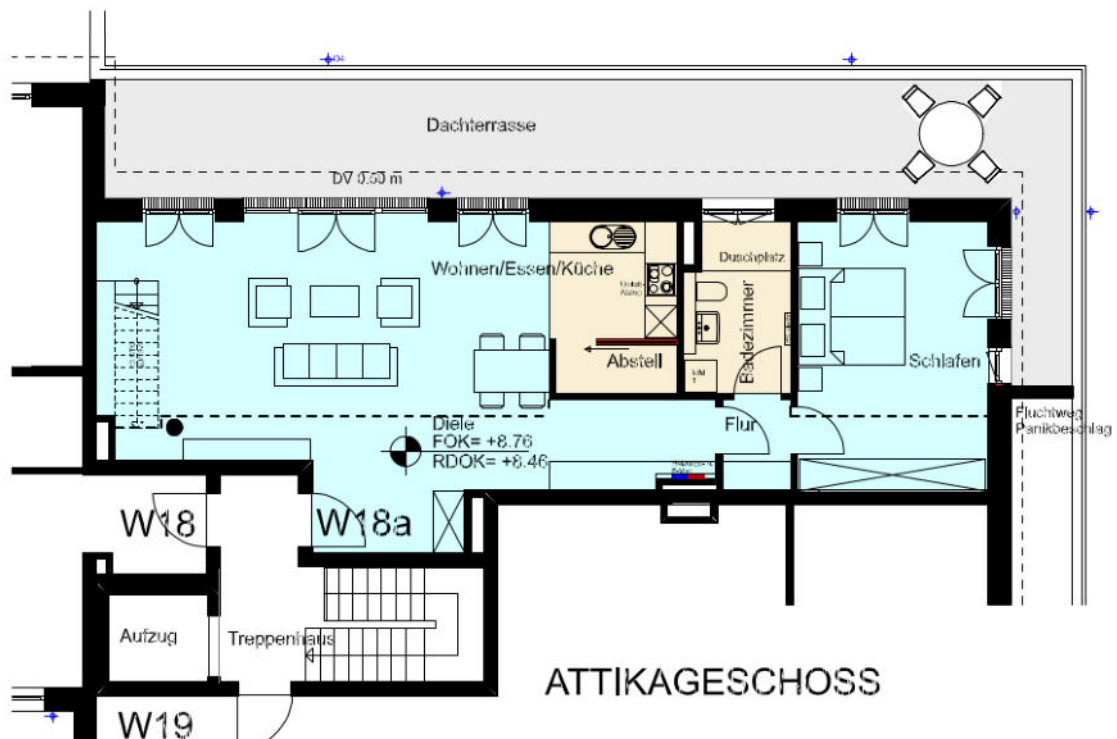 Dachterrasse
DV 0.50 m
Wohnen/Essen/Küche
Duschplatz
Badezimmer
Abstell
Schlafen
Diele
FOK= +8.76
RDOK= +8.46
Flur
Fluchtweg
Panikbeschlag
W18
W18a
Aufzug
Treppenhaus
ATTIKAGESCHOSS
W19